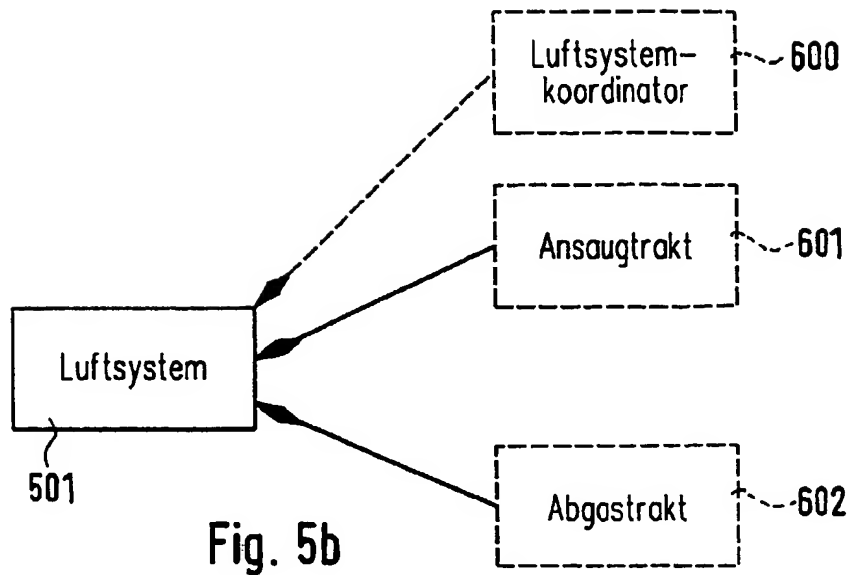 Luftsystem-
koordinator
600
Ansaugtrakt
601
Luftsystem
501
Abgastrakt
602
Fig. 5b